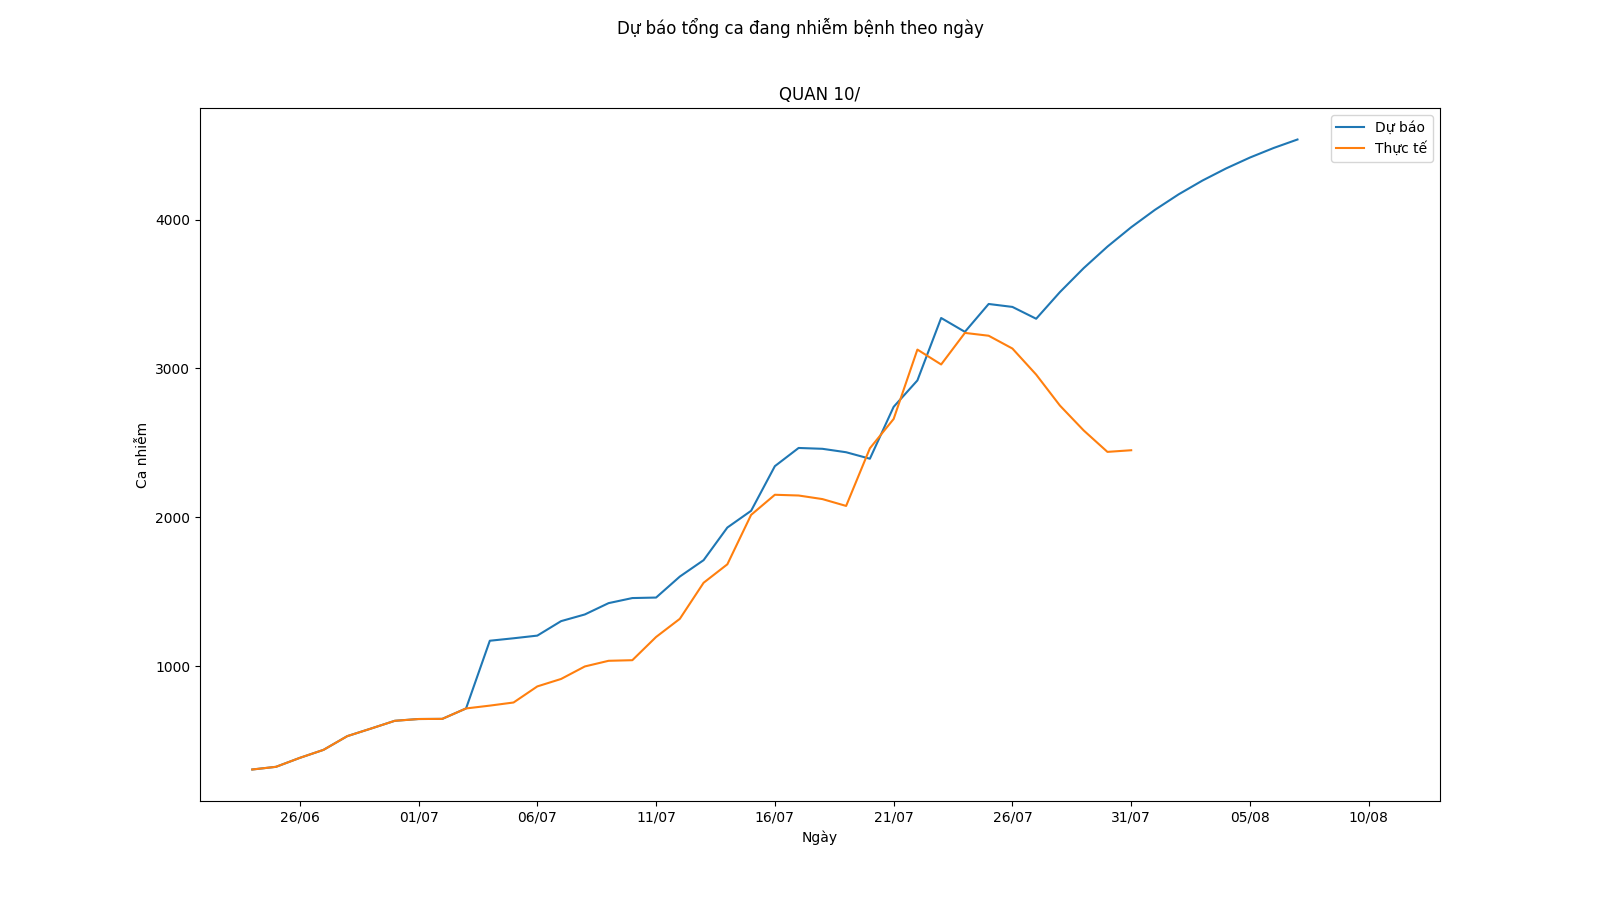 Dự báo tổng ca đang nhiễm bệnh theo ngày
QUAN 10/
Dự báo
Thực tế
4000
3000
2000
1000
Ca nhiễm
26/06 01/07 06/07 11/07 16/07 21/07 26/07 31/07 05/08 10/08
Ngày